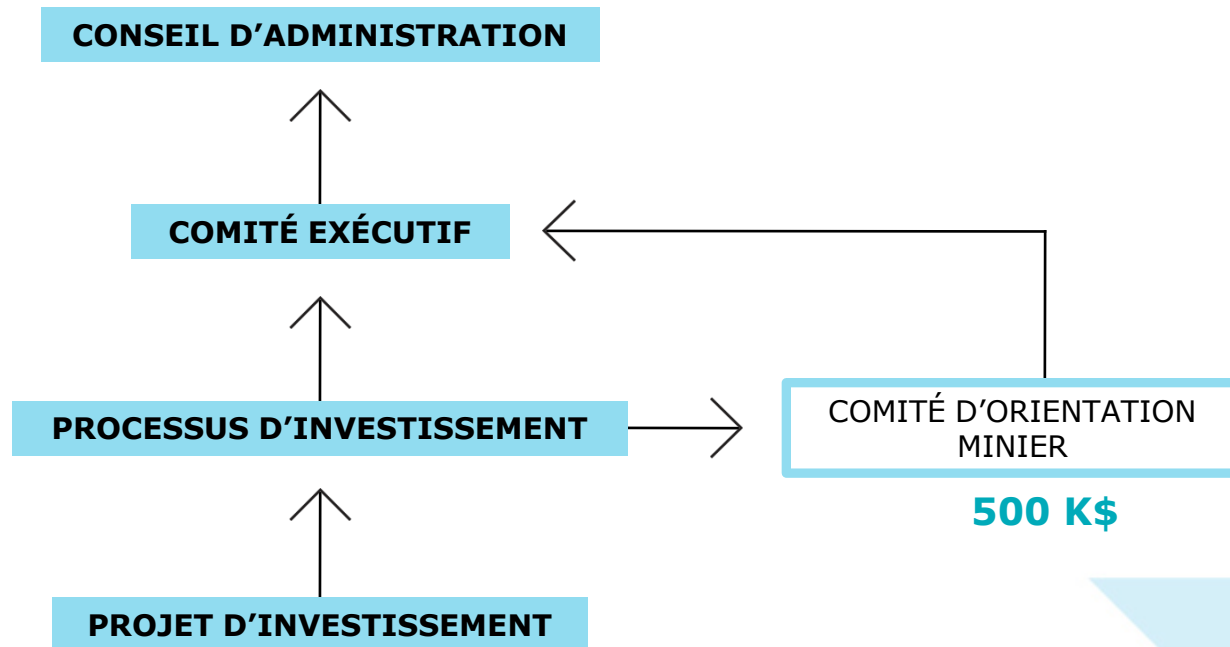 CONSEIL D’ADMINISTRATION
COMITÉ EXÉCUTIF
PROCESSUS D’INVESTISSEMENT
COMITÉ D’ORIENTATION
MINIER
500 K$
PROJET D’INVESTISSEMENT